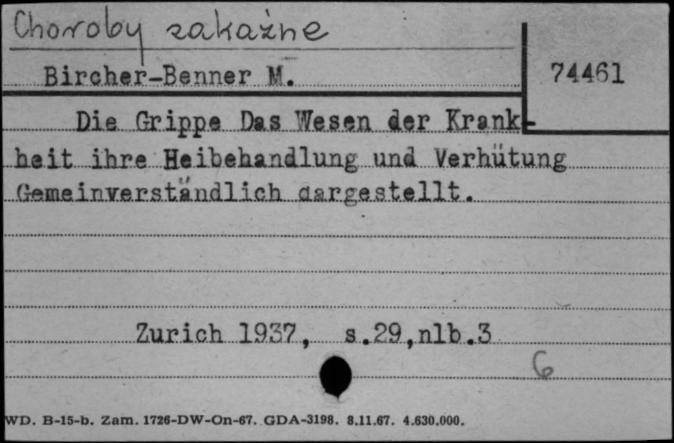 Choroby zakaźne
Bircher-Benner M.
74461
Die Grippe Das Wesen der Krank-
heit ihre Heibehandlung und Verhütung
Gemeinverständlich dargestellt.
Zurich 1937, s.29,nlb.3
6
WD. B-15-b. Zam. 1726-DW-On-67. GDA-3198. 8.11.67. 4.630.000.